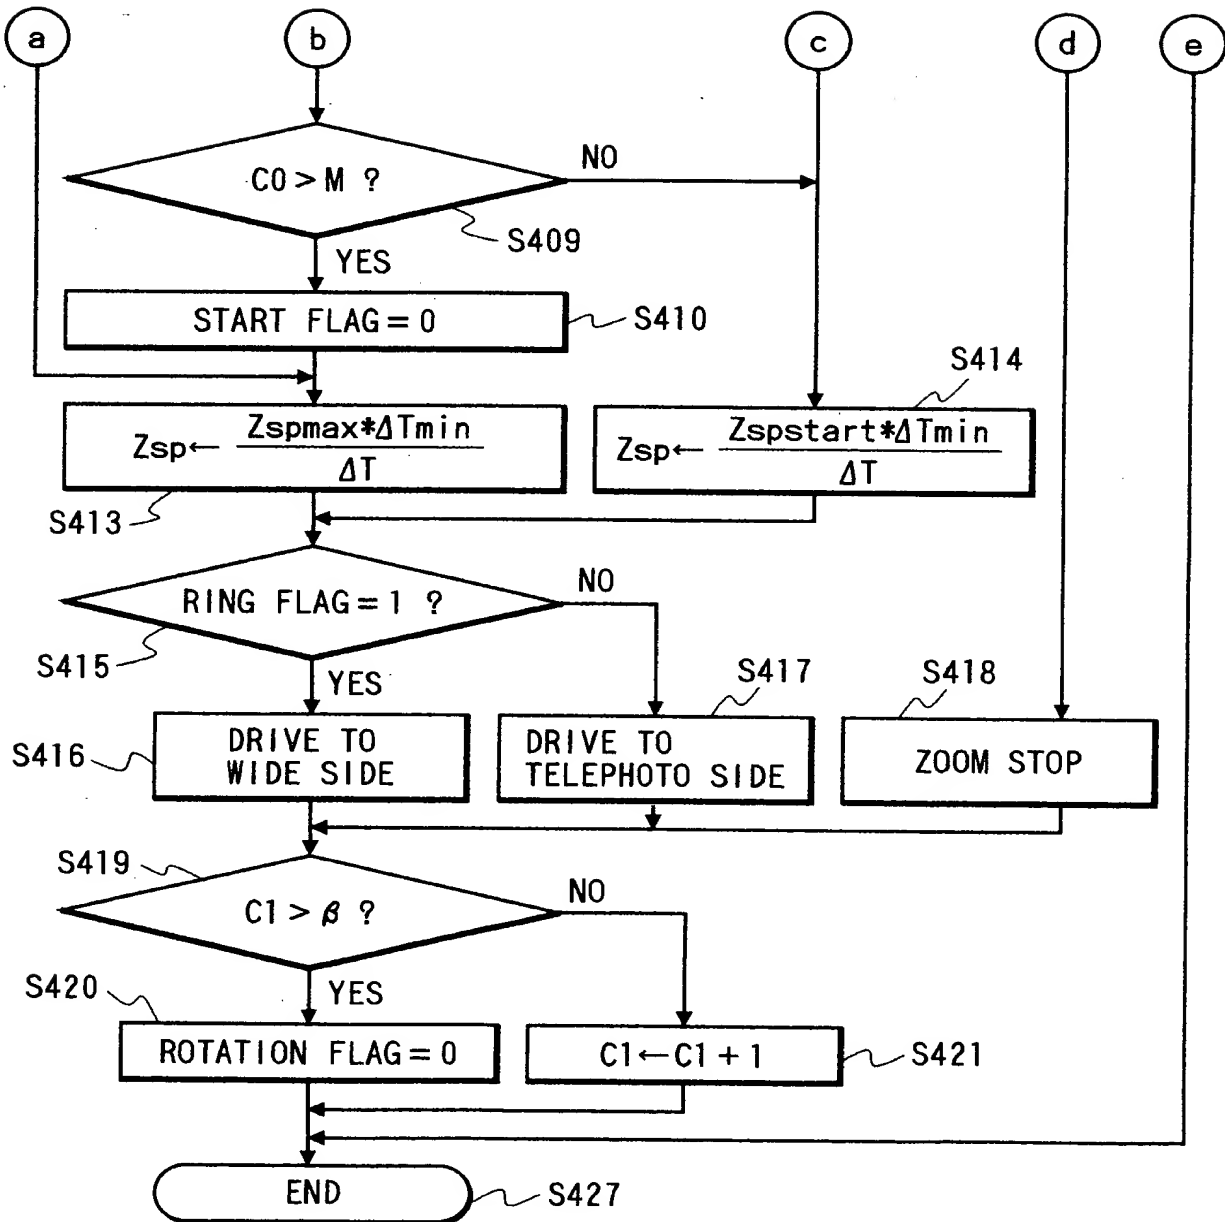 a b c d e
C0 > M ?
NO
S409
YES
START FLAG = 0
S410
S414
Zsp← Zspmax*ΔTmin
ΔT
Zsp← Zspstart*ΔTmin
ΔT
S413
RING FLAG = 1 ?
NO
S415
YES
S417
S418
S416
DRIVE TO
WIDE SIDE
DRIVE TO
TELEPHOTO SIDE
ZOOM STOP
S419
C1 > β ?
NO
S420
YES
ROTATION FLAG = 0
C1←C1 + 1
S421
END
S427